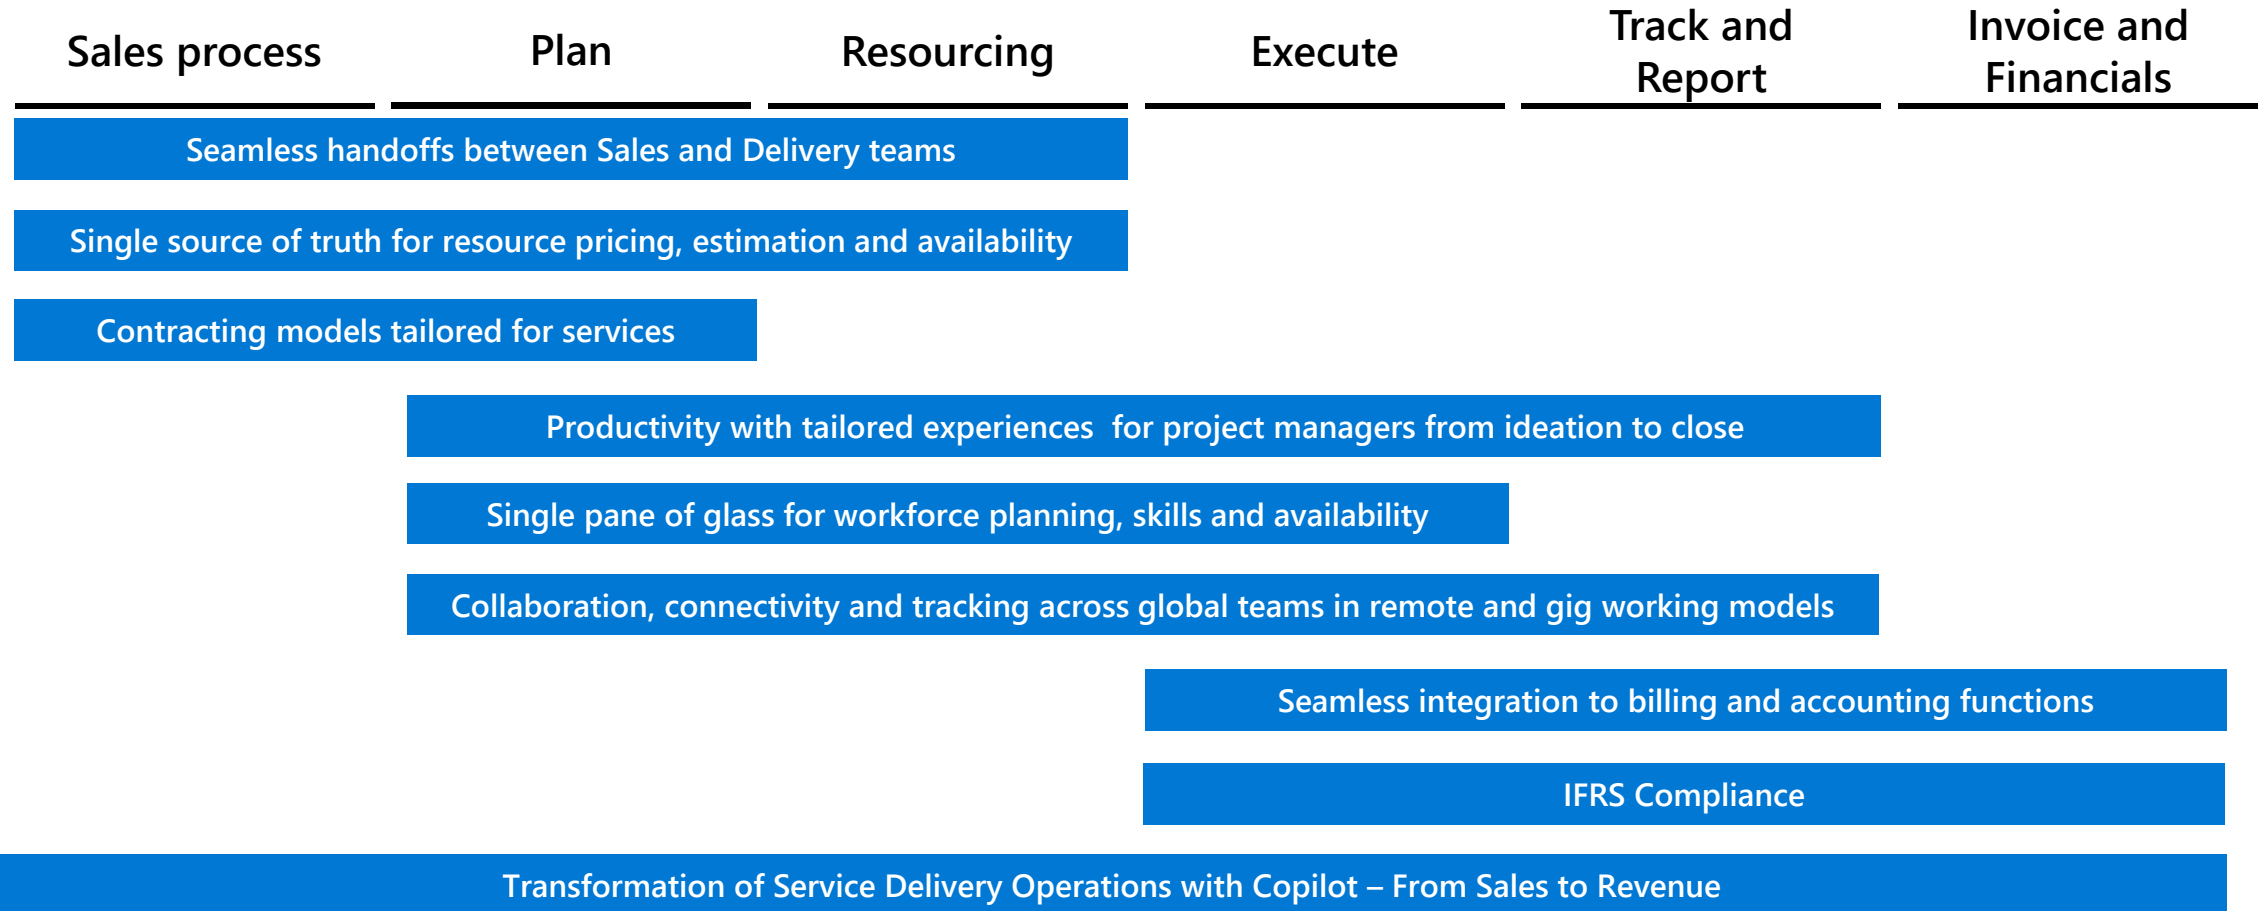 Sales process
Plan
Resourcing
Execute
Track and
Report
Invoice and
Financials
Seamless handoffs between Sales and Delivery teams
Single source of truth for resource pricing, estimation and availability
Contracting models tailored for services
Productivity with tailored experiences  for project managers from ideation to close
Single pane of glass for workforce planning, skills and availability
Collaboration, connectivity and tracking across global teams in remote and gig working models
Seamless integration to billing and accounting functions
IFRS Compliance
Transformation of Service Delivery Operations with Copilot – From Sales to Revenue